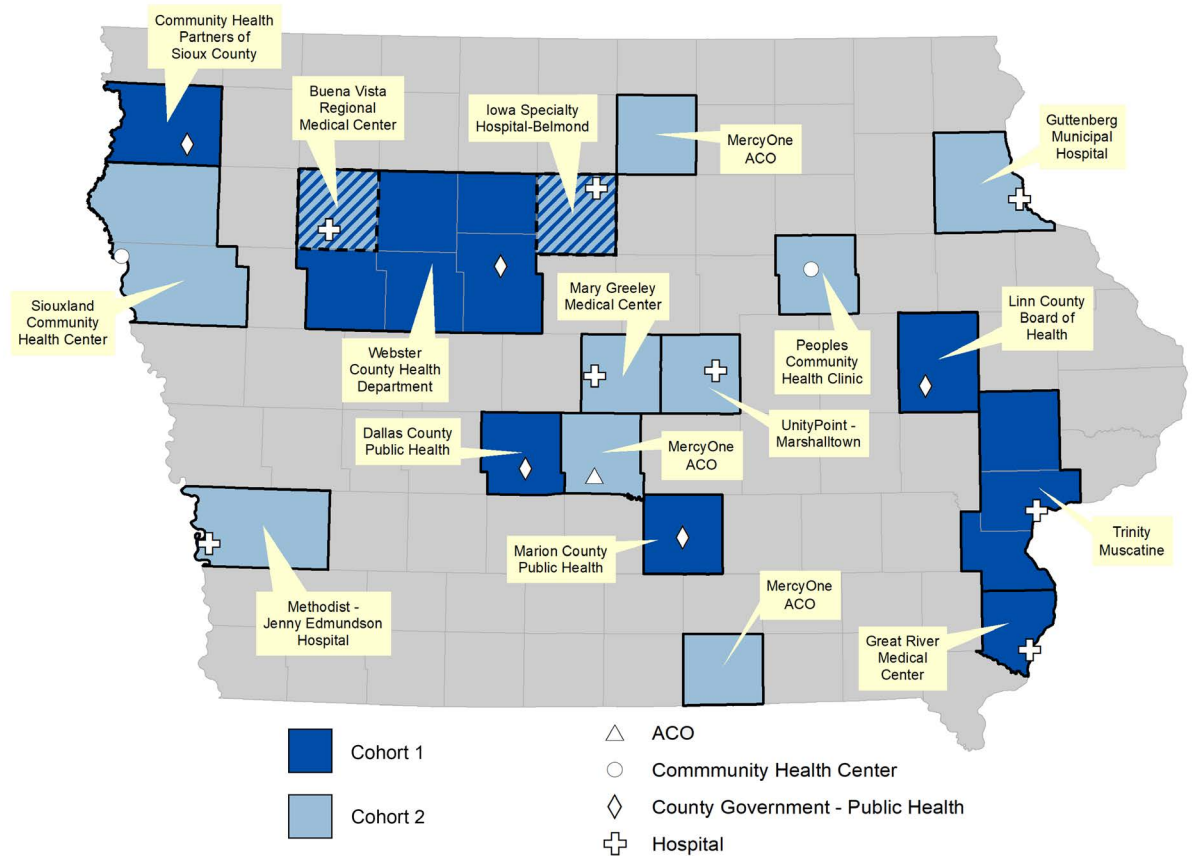 Community Health
Partners of
Sioux County
Buena Vista
Regional
Medical Center
Iowa Specialty
Hospital-Belmond
MercyOne
ACO
Guttenberg
Municipal
Hospital
Siouxland
Community
Health Center
Webster
County Health
Department
Mary Greeley
Medical Center
Peoples
Community
Health Clinic
Linn County
Board of
Health
Dallas County
Public Health
MercyOne
ACO
UnityPoint -
Marshalltown
Marion County
Public Health
Trinity
Muscatine
Methodist -
Jenny Edmundson
Hospital
MercyOne
ACO
Great River
Medical
Center
Cohort 1
Cohort 2
ACO
Commmunity Health Center
County Government - Public Health
Hospital